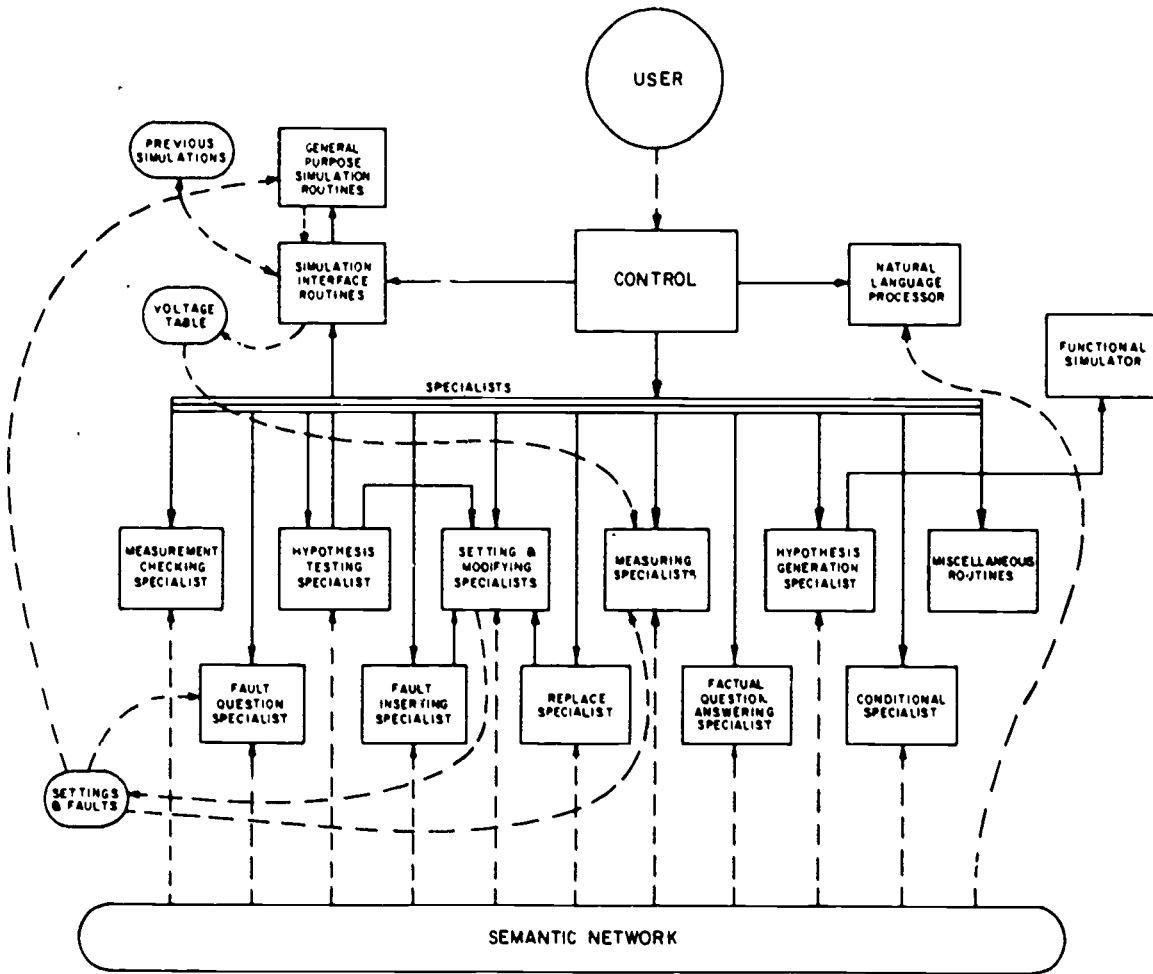 USER
PREVIOUS
SIMULATIONS
GENERAL
PURPOSE
SIMULATION
ROUTINES
SIMULATION
INTERFACE
ROUTINES
CONTROL
NATURAL
LANGUAGE
PROCESSOR
VOLTAGE
TABLE
FUNCTIONAL
SIMULATOR
SPECIALISTS
MEASUREMENT
CHECKING
SPECIALIST
HYPOTHESIS
TESTING
SPECIALIST
SETTING &
MODIFYING
SPECIALISTS
MEASURING
SPECIALISTS
HYPOTHESIS
GENERATION
SPECIALIST
MISCELLANEOUS
ROUTINES
FAULT
QUESTION
SPECIALIST
FAULT
INSERTING
SPECIALIST
REPLACE
SPECIALIST
FACTUAL
QUESTION
ANSWERING
SPECIALIST
CONDITIONAL
SPECIALIST
SETTINGS
& FAULTS
SEMANTIC NETWORK